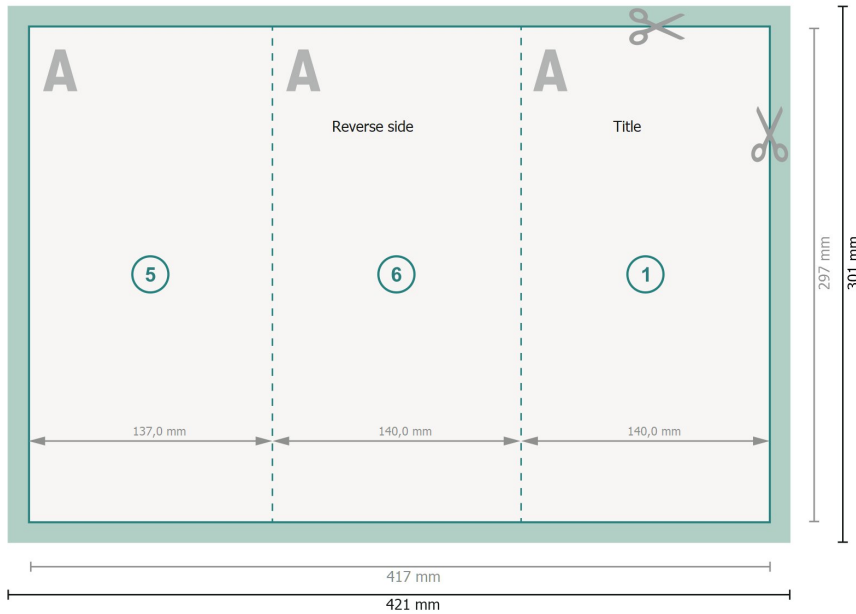 A
A
A
Reverse side
Title
5
6
1
137,0 mm
140,0 mm
140,0 mm
297 mm
301 mm
417 mm
421 mm